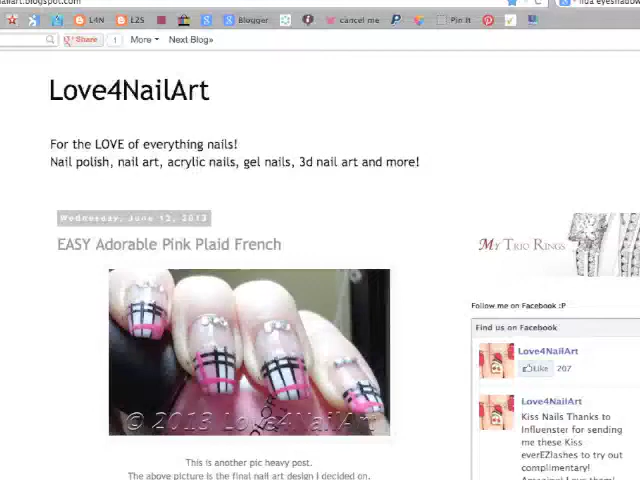 L4N
EZS
Blogger
cancel me
Pin It
Share
1
More
Next Blog»
Love4NailArt
For the LOVE of everything nails!
Nail polish, nail art, acrylic nails, gel nails, 3d nail art and more!
Wednesday, June 12, 2013
EASY Adorable Pink Plaid French
© 2013 Love4NailArt
This is another pic heavy post.
The above picture is the final nail art design I decided on.
MY TRIO RINGS
Follow me on Facebook :P
Find us on Facebook
Love4NailArt
Like 207
Love4NailArt
Kiss Nails Thanks to
Influenster for sending
me these Kiss
everEZlashes to try out
complimentary!